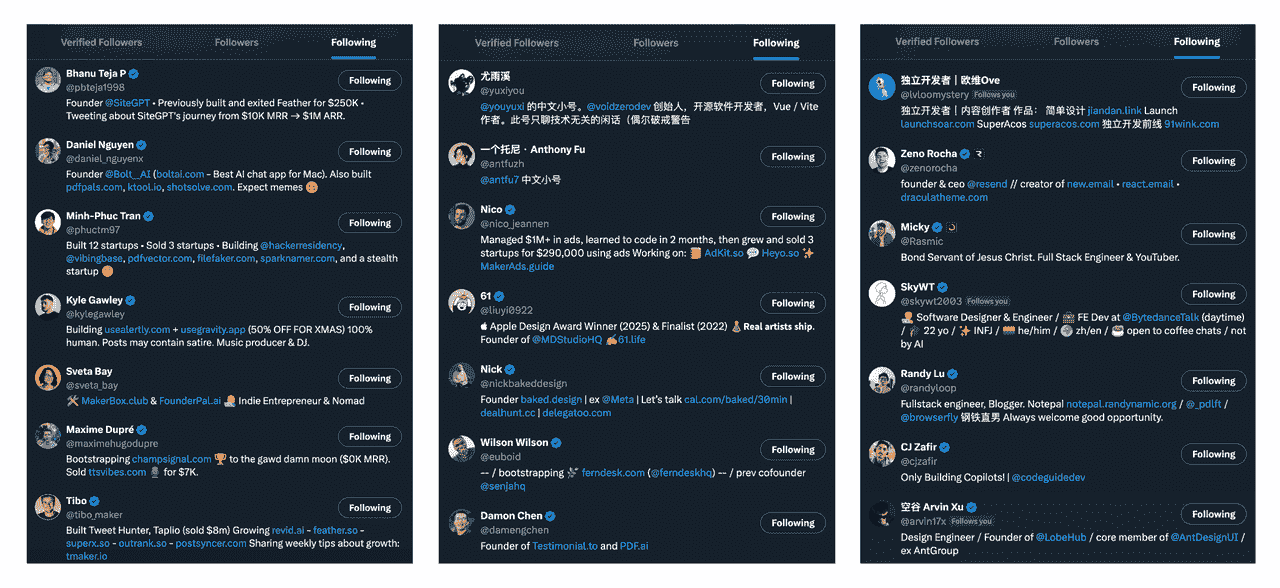 Verified Followers
Followers
Following
Bhanu Teja P
Following
@pbteja1998
Founder @SiteGPT • Previously built and exited Feather for $250K •
Tweeting about SiteGPT's journey from $10K MRR → $1M ARR.
Daniel Nguyen
Following
@daniel_nguyenx
Founder @Bolt__AI (boltai.com - Best AI chat app for Mac). Also built
pdfpals.com, ktool.io, shotsolve.com. Expect memes
Minh-Phuc Tran
Following
@phuctm97
Built 12 startups • Sold 3 startups • Building @hackerresidency,
@vibingbase, pdfvector.com, filefaker.com, sparknamer.com, and a stealth
startup
Kyle Gawley
Following
@kylegawley
Building usealertly.com + usegravity.app (50% OFF FOR XMAS) 100%
human. Posts may contain satire. Music producer & DJ.
Sveta Bay
Following
@sveta_bay
🛠 MakerBox.club & FounderPal.ai Indie Entrepreneur & Nomad
Maxime Dupré
Following
@maximehugodupre
Bootstrapping champsignal.com 🏆 to the gawd damn moon ($0K MRR).
Sold ttsvibes.com 🎙 for $7K.
Tibo
Following
@tibo_maker
Built Tweet Hunter, Taplio (sold $8m) Growing revid.ai - feather.so -
superx.so - outrank.so - postsyncer.com Sharing weekly tips about growth:
tmaker.io
Verified Followers
Followers
Following
尤雨溪
Following
@yuxiyou
@youyuxi 的中文小号。@voidzerodev 创始人，开源软件开发者，Vue / Vite
作者。此号只聊技术无关的闲话（偶尔破戒警告
一个托尼 · Anthony Fu
Following
@antfuzh
@antfu7 中文小号
Nico
Following
@nico_jeannen
Managed $1M+ in ads, learned to code in 2 months, then grew and sold 3
startups for $290,000 using ads Working on: AdKit.so 💬 Heyo.so ✨
MakerAds.guide
61
Following
@liuyi0922
Apple Design Award Winner (2025) & Finalist (2022) Real artists ship.
Founder of @MDStudioHQ ✍61.life
Nick
Following
@nickbakeddesign
Founder baked.design | ex @Meta | Let's talk cal.com/baked/30min |
dealhunt.cc | delegatoo.com
Wilson Wilson
Following
@euboid
-- / bootstrapping ferndesk.com (@ferndeskhq) -- / prev cofounder
@senjahq
Damon Chen
Following
@damengchen
Founder of Testimonial.to and PDF.ai
Verified Followers
Followers
Following
独立开发者｜欧维Ove
Following
@lvloomystery Follows you
独立开发者｜内容创作者 作品： 简单设计 jiandan.link Launch
launchsoar.com SuperAcos superacos.com 独立开发前线 91wink.com
Zeno Rocha
Following
@zenorocha
founder & ceo @resend // creator of new.email • react.email •
draculatheme.com
Micky
Following
@Rasmic
Bond Servant of Jesus Christ. Full Stack Engineer & YouTuber.
SkyWT
Following
@skywt2003 Follows you
Software Designer & Engineer / FE Dev at @BytedanceTalk (daytime)
/ 22 yo / ✨ INFJ / he/him / zh/en / open to coffee chats / not
by AI
Randy Lu
Following
@randyloop
Fullstack engineer, Blogger. Notepal notepal.randynamic.org / @_pdlft /
@browserfly 钢铁直男 Always welcome good opportunity.
CJ Zafir
Following
@cjzafir
Only Building Copilots! | @codeguidedev
空谷 Arvin Xu
Following
@arvin17x Follows you
Design Engineer / Founder of @LobeHub / core member of @AntDesignUI /
ex AntGroup